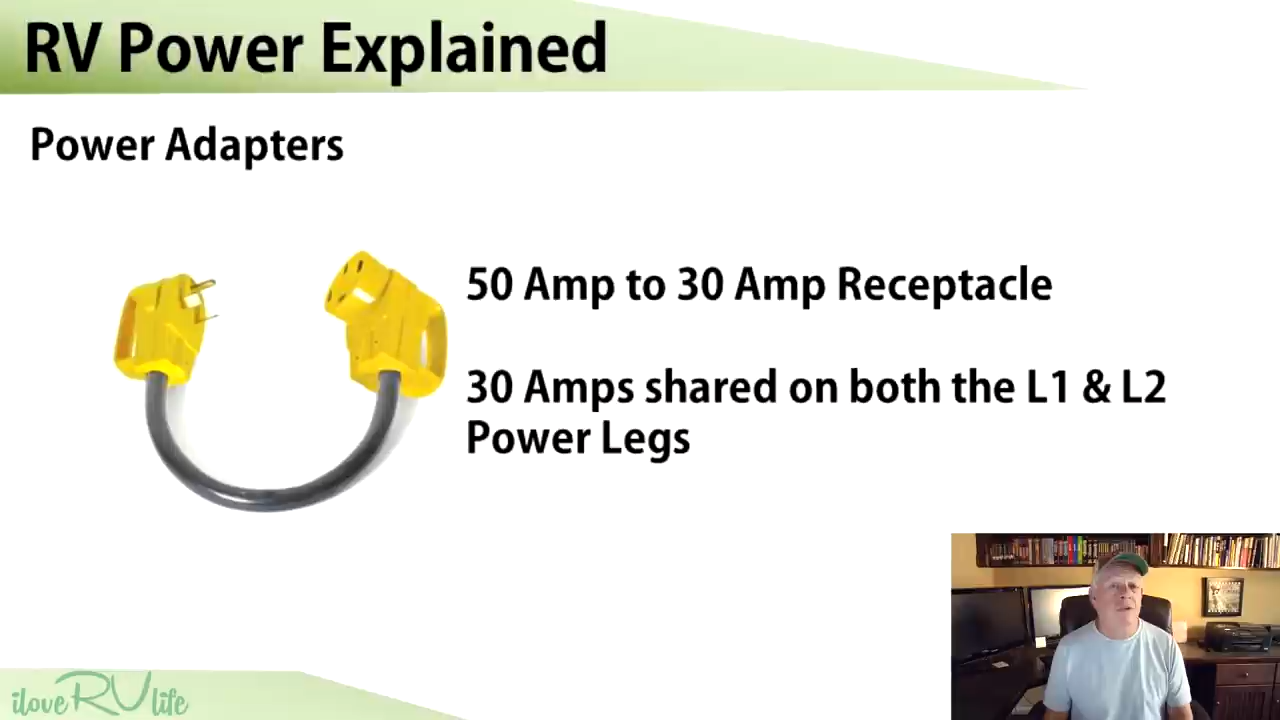 RV Power Explained
Power Adapters
50 Amp to 30 Amp Receptacle
30 Amps shared on both the L1 & L2
Power Legs
iloveRVlife